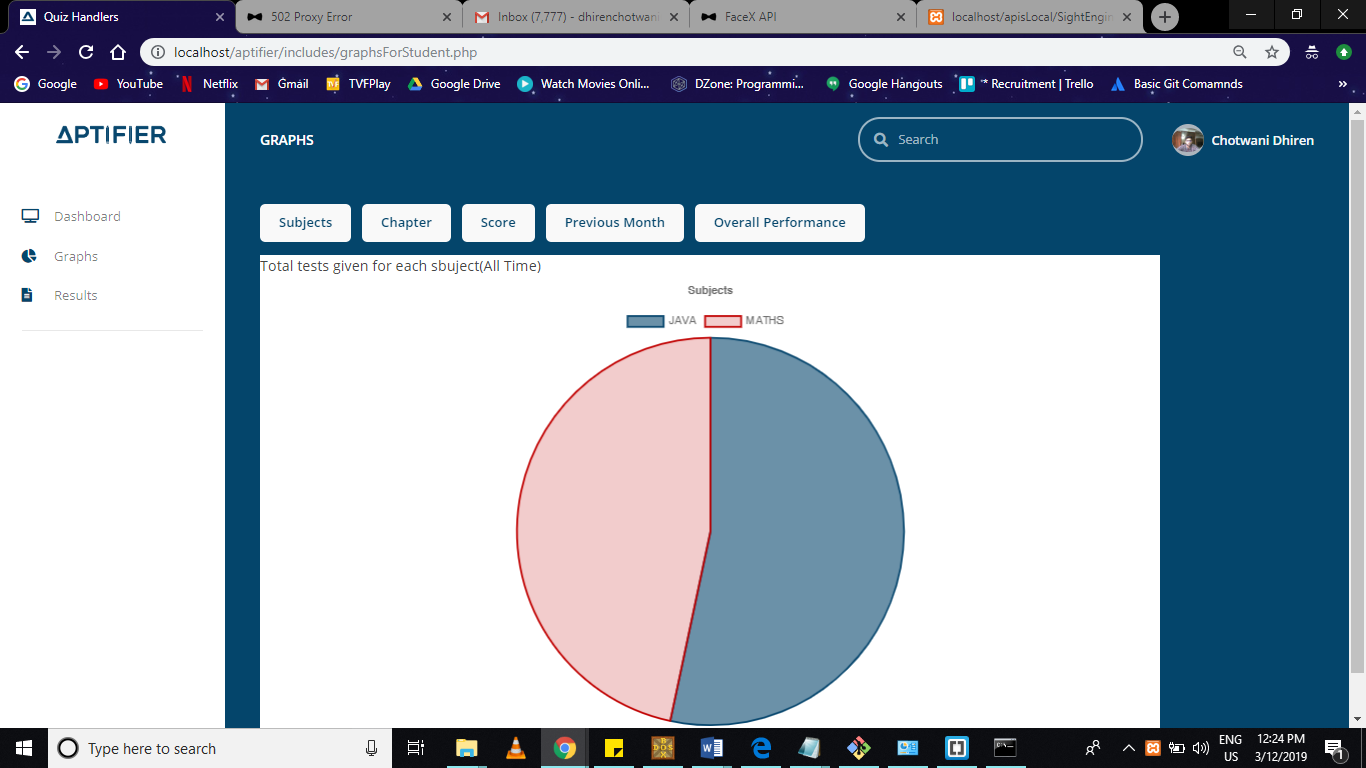 Quiz Handlers
502 Proxy Error
Inbox (7,777) - dhirenchotwani
FaceX API
localhost/apisLocal/SightEngin
localhost/aptifier/includes/graphsForStudent.php
Google
YouTube
Netflix
Gmail
TVFPlay
Google Drive
Watch Movies Onli...
DZone: Programmi...
Google Hangouts
** Recruitment | Trello
Basic Git Comamnds
»
APTIFIER
GRAPHS
Search
Chotwani Dhiren
Dashboard
Graphs
Results
Subjects
Chapter
Score
Previous Month
Overall Performance
Total tests given for each sbuject(All Time)
Subjects
JAVA
MATHS
Type here to search
ENG
US
12:24 PM
3/12/2019
1